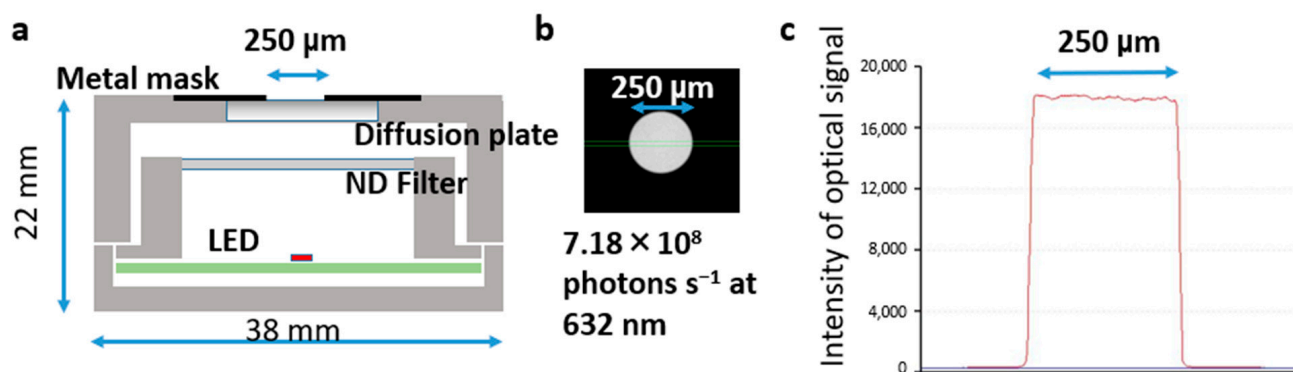 a
250 μm
Metal mask
Diffusion plate
ND Filter
LED
22 mm
38 mm
b
250 μm
7.18 × 10⁸
photons s⁻¹ at
632 nm
c
250 μm
Intensity of optical signal
20,000
16,000
12,000
8,000
4,000
0